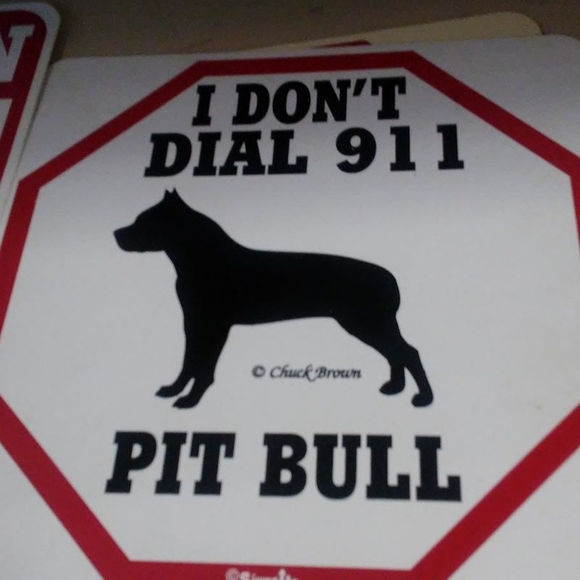 I DON'T
DIAL 911
© Chuck Brown
PIT BULL